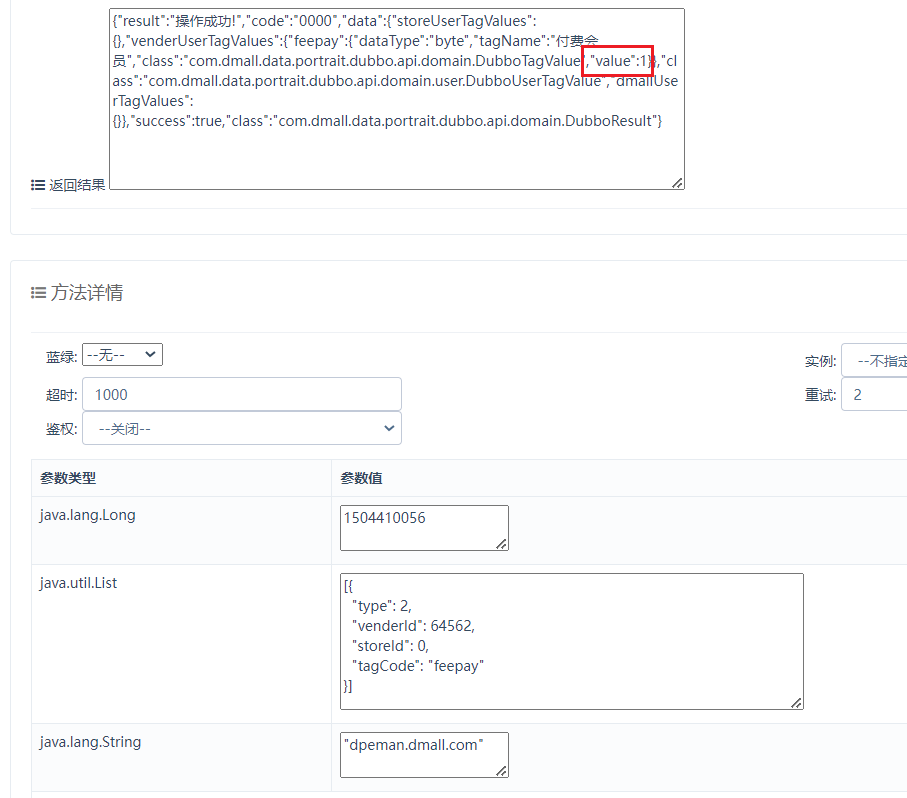 {"result":"操作成功!","code":"0000","data":{"storeUserTagValues":
{},"venderUserTagValues":{"feepay":{"dataType":"byte","tagName":"付费会
员","class":"com.dmall.data.portrait.dubbo.api.domain.DubboTagValue","value":1}},"cl
ass":"com.dmall.data.portrait.dubbo.api.domain.user.DubboUserTagValue","dmallUse
rTagValues":
{}},"success":true,"class":"com.dmall.data.portrait.dubbo.api.domain.DubboResult"}
返回结果
方法详情
蓝绿: --无-- 实例: --不指定
超时: 1000 重试: 2
鉴权: --关闭--
参数类型 参数值
java.lang.Long 1504410056
java.util.List [{
"type": 2,
"venderId": 64562,
"storeId": 0,
"tagCode": "feepay"
}]
java.lang.String "dpeman.dmall.com"